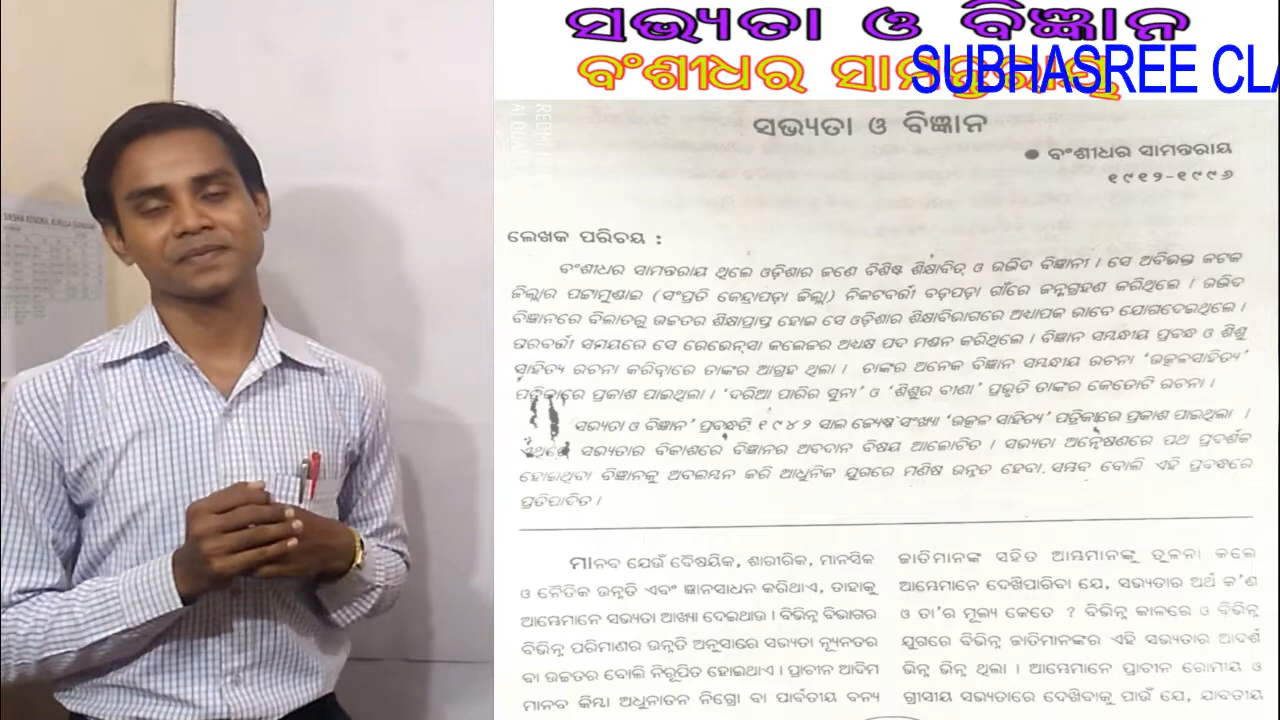 ସଭ୍ୟତା ଓ ବିଜ୍ଞାନ
ବଂଶୀଧର ସାମନ୍ତରାୟ
SUBHASREE CLA
ସଭ୍ୟତା ଓ ବିଜ୍ଞାନ
● ବଂଶୀଧର ସାମନ୍ତରାୟ
୧୯୧୨-୧୯୯୬
ଲେଖକ ପରିଚୟ :
ବଂଶୀଧର ସାମନ୍ତରାୟ ଥିଲେ ଓଡ଼ିଶାର ଜଣେ ବିଶିଷ୍ଟ ଶିକ୍ଷାବିତ୍ ଓ ଉଦ୍ଭିଦ ବିଜ୍ଞାନୀ । ସେ ଅବିଭକ୍ତ କଟକ
ଜିଲ୍ଲାର ପଟ୍ଟାମୁଣ୍ଡାଇ (ସଂପ୍ରତି କେନ୍ଦ୍ରାପଡ଼ା ଜିଲ୍ଲା) ନିକଟବର୍ତ୍ତୀ ବଡ଼ପଡ଼ା ଗାଁରେ ଜନ୍ମଗ୍ରହଣ କରିଥିଲେ । ଉଦ୍ଭିଦ
ବିଜ୍ଞାନରେ ବିଲାତରୁ ଉଚ୍ଚତର ଶିକ୍ଷାପ୍ରାପ୍ତ ହୋଇ ସେ ଓଡ଼ିଶାର ଶିକ୍ଷାବିଭାଗରେ ଅଧ୍ୟାପକ ଭାବେ ଯୋଗଦେଇଥିଲେ ।
ପରବର୍ତ୍ତୀ ସମୟରେ ସେ ରେଭେନ୍‌ସା କଲେଜର ଅଧ୍ୟକ୍ଷ ପଦ ମଣ୍ଡନ କରିଥିଲେ । ବିଜ୍ଞାନ ସମ୍ବନ୍ଧୀୟ ପ୍ରବନ୍ଧ ଓ ଶିଶୁ
ସାହିତ୍ୟ ରଚନା କରିବାରେ ତାଙ୍କର ଆଗ୍ରହ ଥିଲା । ତାଙ୍କର ଅନେକ ବିଜ୍ଞାନ ସମ୍ବନ୍ଧୀୟ ରଚନା ‘ଉତ୍କଳସାହିତ୍ୟ’
ପତ୍ରିକାରେ ପ୍ରକାଶ ପାଇଥିଲା । ‘ଦରିଆ ପାରିର ସୁନା’ ଓ ‘ଶିଶୁର ବୀଣା’ ପ୍ରଭୃତି ତାଙ୍କର କେତୋଟି ରଚନା ।
ସଭ୍ୟତା ଓ ବିଜ୍ଞାନ’ ପ୍ରବନ୍ଧଟି ୧୯୪୨ ସାଲ ଜ୍ୟେଷ୍ଠ ସଂଖ୍ୟା ‘ଉତ୍କଳ ସାହିତ୍ୟ’ ପତ୍ରିକାରେ ପ୍ରକାଶ ପାଇଥିଲା ।
ସଭ୍ୟତାର ବିକାଶରେ ବିଜ୍ଞାନର ଅବଦାନ ବିଷୟ ଆଲୋଚିତ । ସଭ୍ୟତା ଅନ୍ୱେଷଣରେ ପଥ ପ୍ରଦର୍ଶକ
ହୋଇଥିବା ବିଜ୍ଞାନକୁ ଅବଲମ୍ବନ କରି ଆଧୁନିକ ଯୁଗରେ ମଣିଷ ଉନ୍ନତ ହେବା ସମ୍ଭବ ବୋଲି ଏହି ପ୍ରବନ୍ଧରେ
ପ୍ରତିପାଦିତ ।
ମାନବ ଯେଉଁ ବୈଷୟିକ, ଶାରୀରିକ, ମାନସିକ
ଓ ନୈତିକ ଉନ୍ନତି ଏବଂ ଜ୍ଞାନସାଧନ କରିଥାଏ, ତାହାକୁ
ଆମ୍ଭେମାନେ ସଭ୍ୟତା ଆଖ୍ୟା ଦେଇଥାଉ । ବିଭିନ୍ନ ବିଭାଗର
ବିଭିନ୍ନ ପରିମାଣର ଉନ୍ନତି ଅନୁସାରେ ସଭ୍ୟତା ନ୍ୟୂନତର
ବା ଉଚ୍ଚତର ବୋଲି ନିରୂପିତ ହୋଇଥାଏ । ପ୍ରାଚୀନ ଆଦିମ
ମାନବ କିମ୍ବା ଅଧୁନାତନ ନିଗ୍ରୋ ବା ପାର୍ବତୀୟ ବନ୍ୟ
ଜାତିମାନଙ୍କ ସହିତ ଆମ୍ଭମାନଙ୍କୁ ତୁଳନା କଲେ
ଆମ୍ଭେମାନେ ଦେଖିପାରିବା ଯେ, ସଭ୍ୟତାର ଅର୍ଥ କ’ଣ
ଓ ତା’ର ମୂଲ୍ୟ କେତେ ? ବିଭିନ୍ନ କାଳରେ ଓ ବିଭିନ୍ନ
ଯୁଗରେ ବିଭିନ୍ନ ଜାତିମାନଙ୍କର ଏହି ସଭ୍ୟତାର ଆଦର୍ଶ
ଭିନ୍ନ ଭିନ୍ନ ଥିଲା । ଆମ୍ଭେମାନେ ପ୍ରାଚୀନ ରୋମୀୟ ଓ
ଗ୍ରୀସୀୟ ସଭ୍ୟତାରେ ଦେଖିବାକୁ ପାଉଁ ଯେ, ଯାବତୀୟ